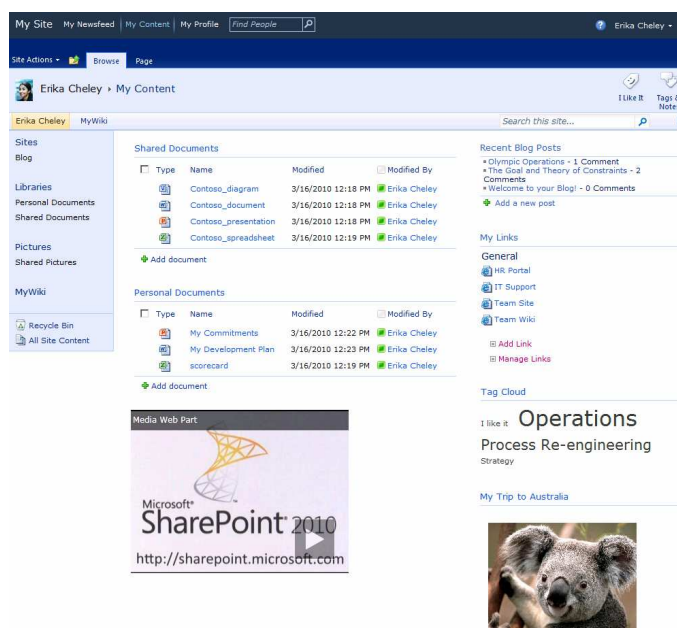 My Site My Newsfeed My Content My Profile Find People Erika Cheley
Site Actions Browse Page
Erika Cheley ▸ My Content
I Like It Tags &
Note
Erika Cheley MyWiki Search this site...
Sites
Blog
Libraries
Personal Documents
Shared Documents
Pictures
Shared Pictures
MyWiki
Recycle Bin
All Site Content
Shared Documents
Type Name Modified Modified By
Contoso_diagram 3/16/2010 12:18 PM Erika Cheley
Contoso_document 3/16/2010 12:18 PM Erika Cheley
Contoso_presentation 3/16/2010 12:18 PM Erika Cheley
Contoso_spreadsheet 3/16/2010 12:19 PM Erika Cheley
Add document
Personal Documents
Type Name Modified Modified By
My Commitments 3/16/2010 12:22 PM Erika Cheley
My Development Plan 3/16/2010 12:23 PM Erika Cheley
scorecard 3/16/2010 12:19 PM Erika Cheley
Add document
Media Web Part
Microsoft®
SharePoint® 2010
http://sharepoint.microsoft.com
Recent Blog Posts
Olympic Operations - 1 Comment
The Goal and Theory of Constraints - 2
Comments
Welcome to your Blog! - 0 Comments
Add a new post
My Links
General
HR Portal
IT Support
Team Site
Team Wiki
Add Link
Manage Links
Tag Cloud
I like it Operations
Process Re-engineering
Strategy
My Trip to Australia